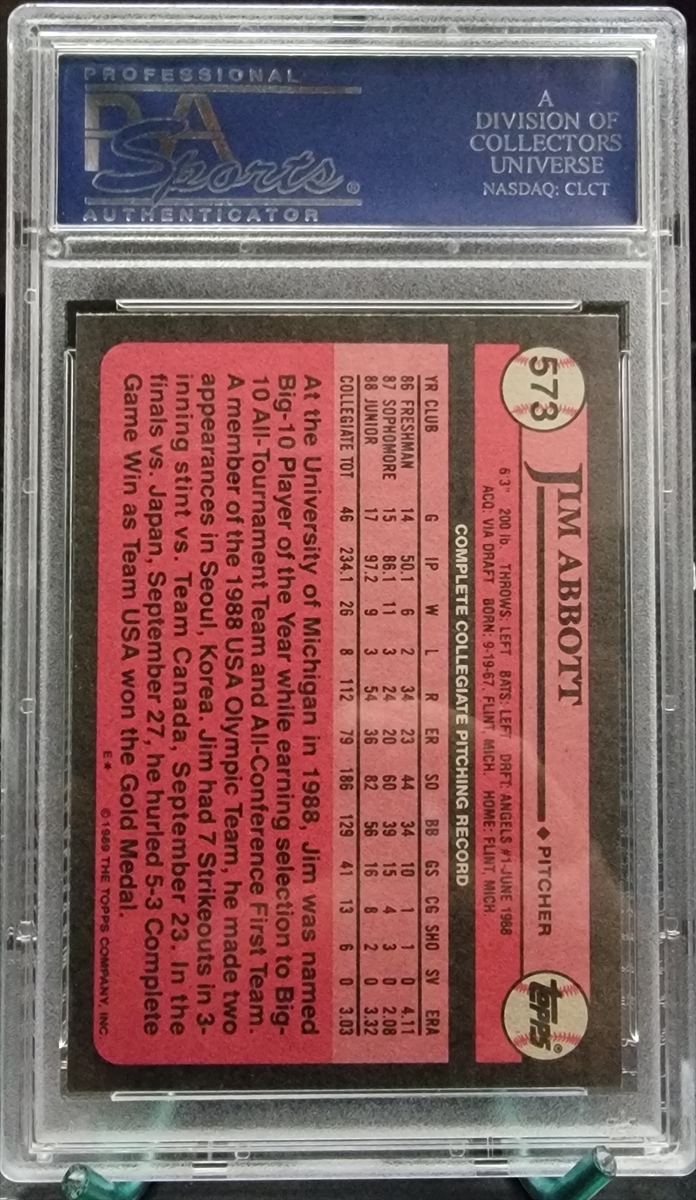 PROFESSIONAL
PSA
Sports®
AUTHENTICATOR
A
DIVISION OF
COLLECTORS
UNIVERSE
NASDAQ: CLCT
573
JIM ABBOTT
◆ PITCHER
topps®
6'3" 200 lb. THROWS: LEFT BATS: LEFT DRFT: ANGELS #1-JUNE 1988
ACQ: VIA DRAFT BORN: 9-19-67, FLINT, MICH. HOME: FLINT, MICH
COMPLETE COLLEGIATE PITCHING RECORD
YR CLUB G IP W L R ER SO BB GS CG SHO SV ERA
86 FRESHMAN 14 50.1 6 2 34 23 44 34 10 1 1 0 4.11
87 SOPHOMORE 15 86.1 11 3 24 20 60 39 15 4 3 0 2.08
88 JUNIOR 17 97.2 9 3 54 36 82 56 16 8 2 0 3.32
COLLEGIATE TOT 46 234.1 26 8 112 79 186 129 41 13 6 0 3.03
At the University of Michigan in 1988, Jim was named
Big-10 Player of the Year while earning selection to Big-
10 All-Tournament Team and All-Conference First Team.
A member of the 1988 USA Olympic Team, he made two
appearances in Seoul, Korea. Jim had 7 Strikeouts in 3-
inning stint vs. Team Canada, September 23. In the
finals vs. Japan, September 27, he hurled 5-3 Complete
Game Win as Team USA won the Gold Medal.
E* © 1989 THE TOPPS COMPANY, INC.